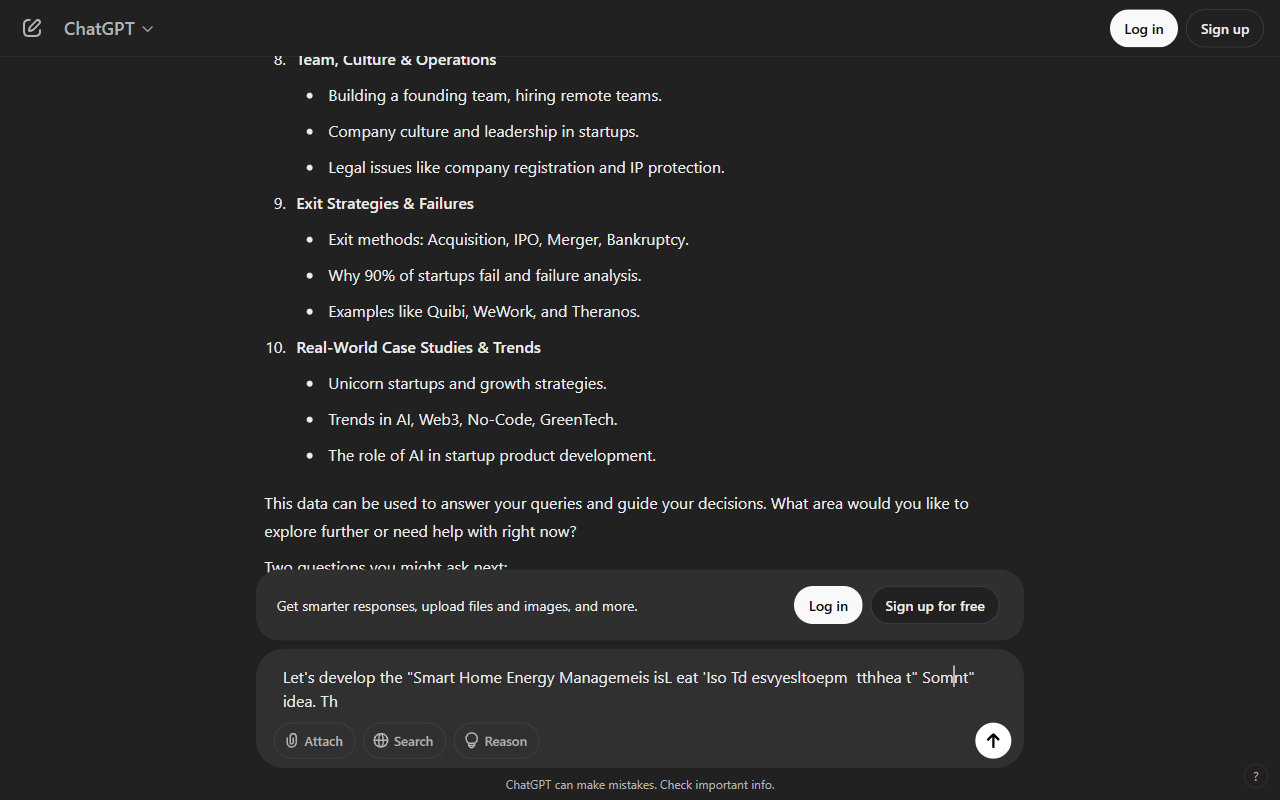 ChatGPT
Log in
Sign up
8. Team, Culture & Operations
• Building a founding team, hiring remote teams.
• Company culture and leadership in startups.
• Legal issues like company registration and IP protection.
9. Exit Strategies & Failures
• Exit methods: Acquisition, IPO, Merger, Bankruptcy.
• Why 90% of startups fail and failure analysis.
• Examples like Quibi, WeWork, and Theranos.
10. Real-World Case Studies & Trends
• Unicorn startups and growth strategies.
• Trends in AI, Web3, No-Code, GreenTech.
• The role of AI in startup product development.
This data can be used to answer your queries and guide your decisions. What area would you like to
explore further or need help with right now?
Two questions you might ask next:
Get smarter responses, upload files and images, and more.
Log in
Sign up for free
Let's develop the "Smart Home Energy Managemeis isL eat 'Iso Td esvyesltoepm  tthhea t" Somnt"
idea. Th
Attach
Search
Reason
ChatGPT can make mistakes. Check important info.
?